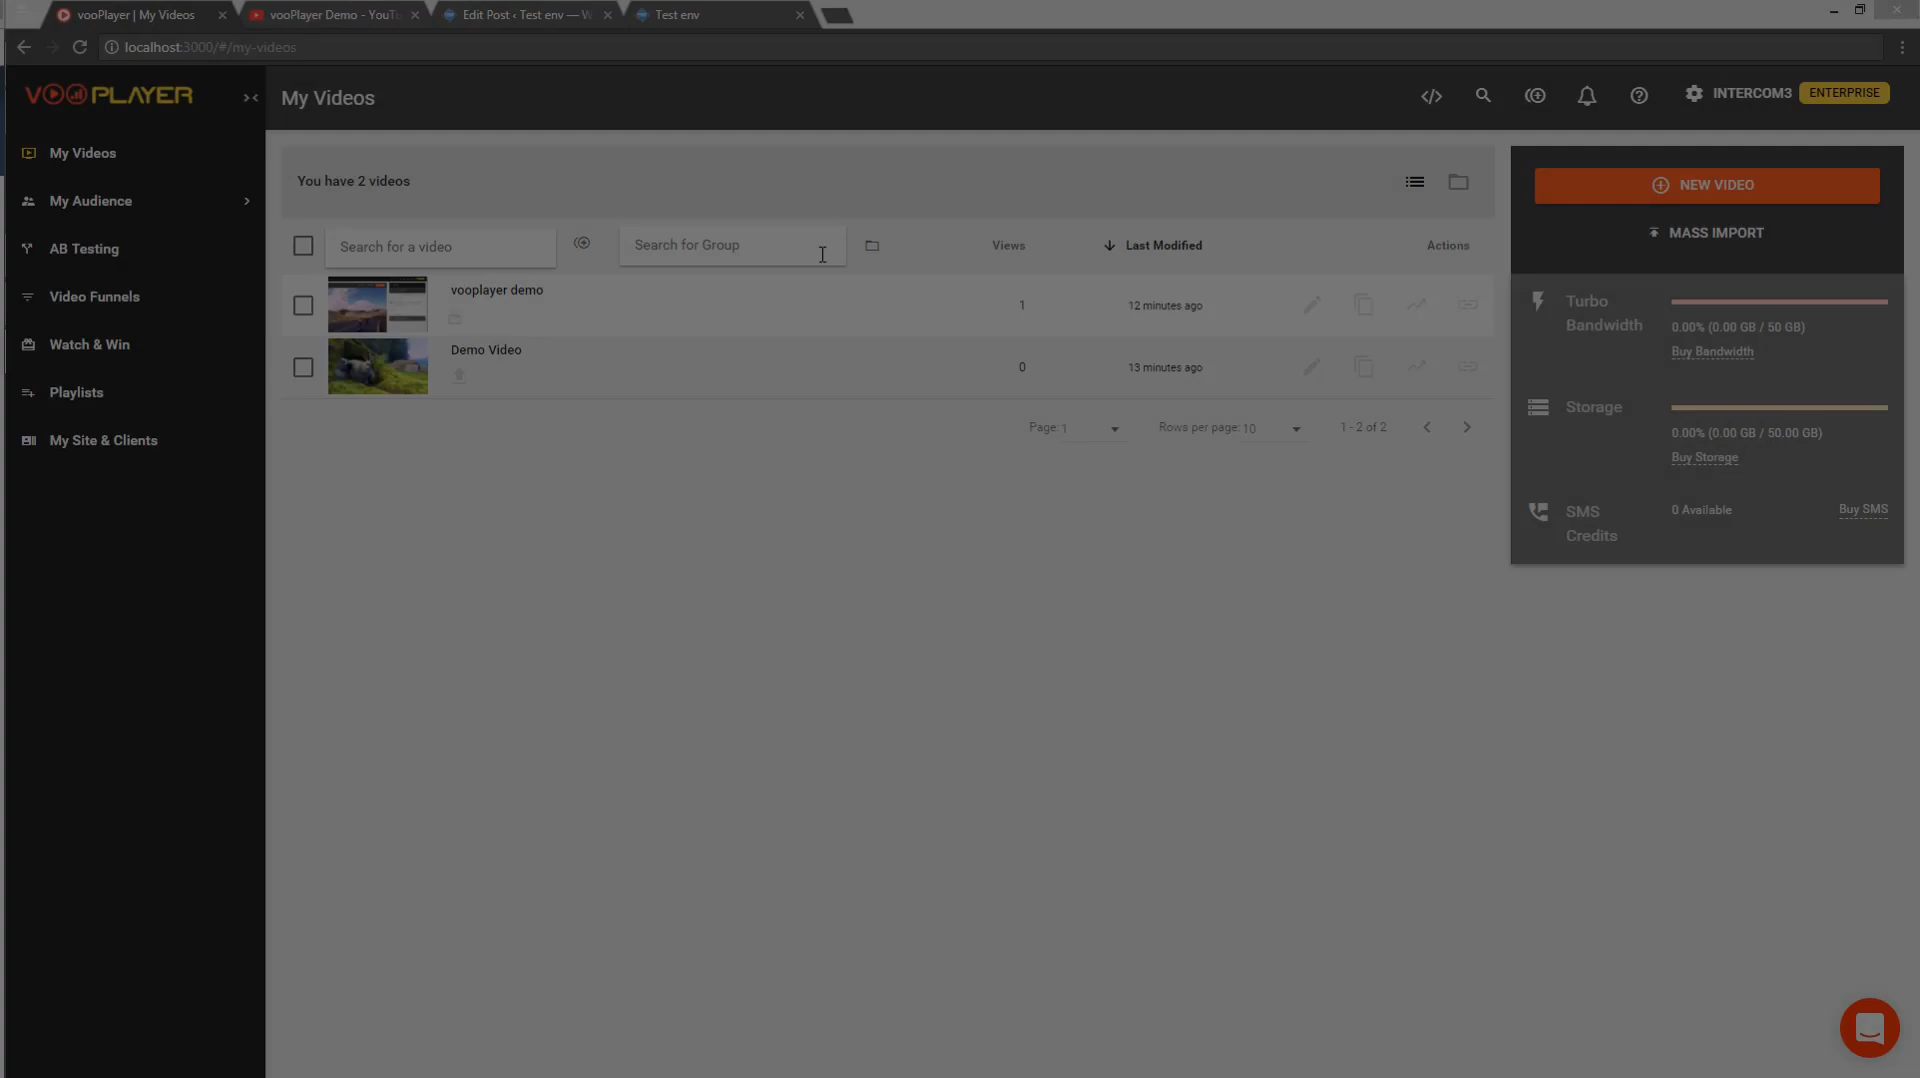 vooPlayer | My Videos
vooPlayer Demo - YouTu
Edit Post ‹ Test env — W
Test env
localhost:3000/#/my-videos
VOOPLAYER
My Videos
INTERCOM3
ENTERPRISE
My Videos
My Audience
AB Testing
Video Funnels
Watch & Win
Playlists
My Site & Clients
You have 2 videos
NEW VIDEO
MASS IMPORT
Search for a video
Search for Group
Views
Last Modified
Actions
vooplayer demo
1
12 minutes ago
Demo Video
0
13 minutes ago
Page: 1
Rows per page: 10
1 - 2 of 2
Turbo
Bandwidth
0.00% (0.00 GB / 50 GB)
Buy Bandwidth
Storage
0.00% (0.00 GB / 50.00 GB)
Buy Storage
SMS
Credits
0 Available
Buy SMS